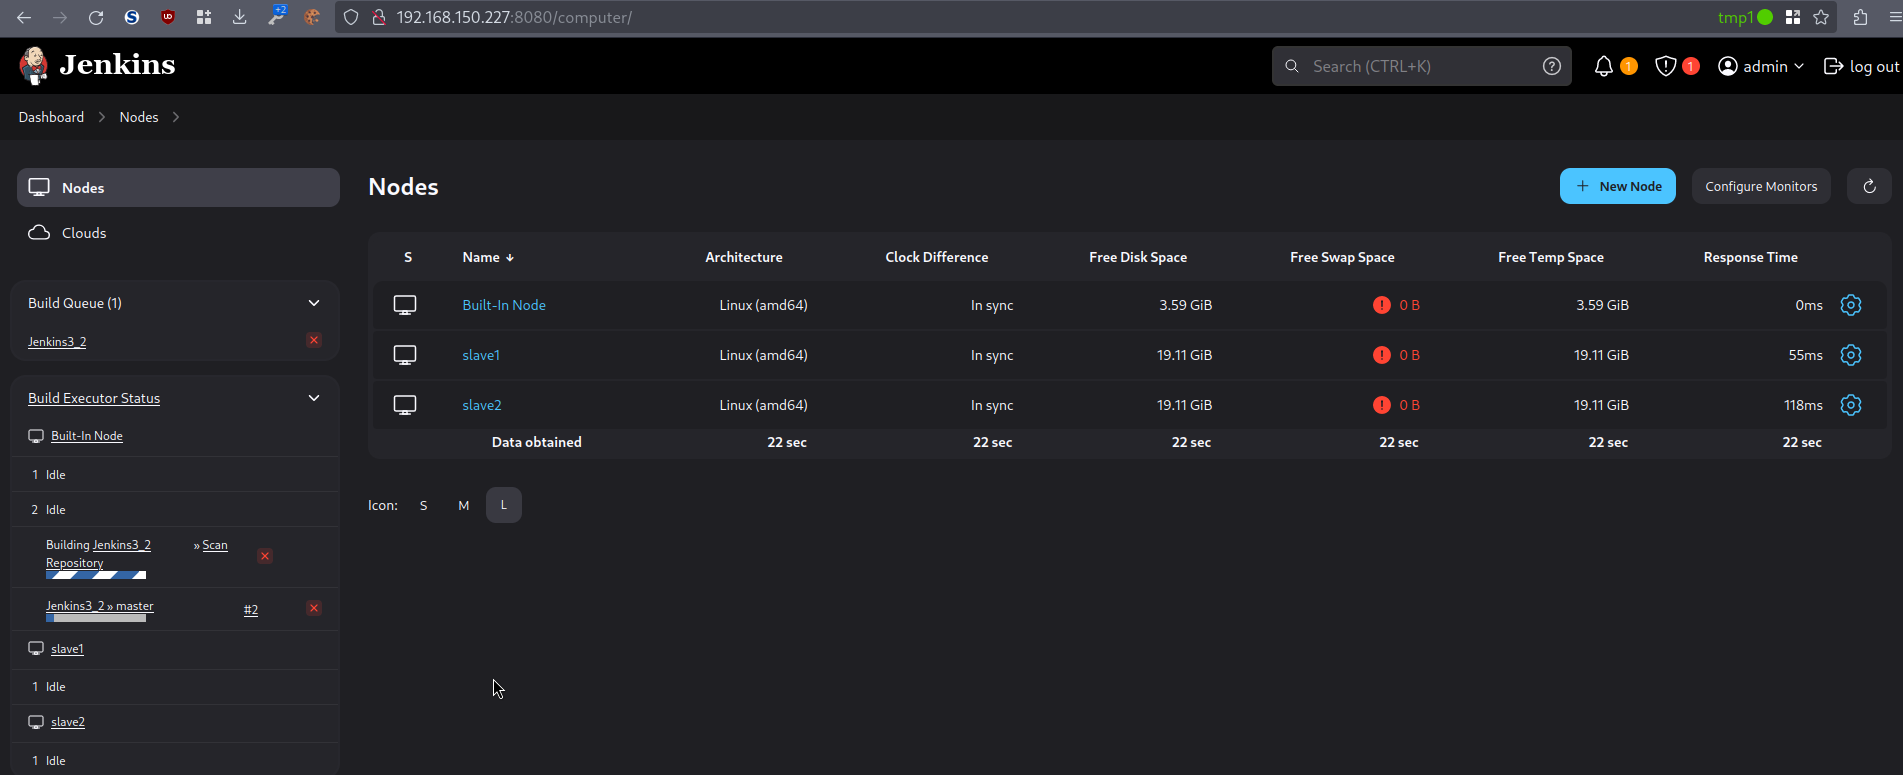 +2
192.168.150.227:8080/computer/
tmp1
Jenkins
Search (CTRL+K)
1
1
admin
log out
Dashboard
Nodes
Nodes
Clouds
Build Queue (1)
Jenkins3_2
Build Executor Status
Built-In Node
1 Idle
2 Idle
Building Jenkins3_2 » Scan
Repository
Jenkins3_2 » master #2
slave1
1 Idle
slave2
1 Idle
Nodes
+ New Node
Configure Monitors
S Name ↓ Architecture Clock Difference Free Disk Space Free Swap Space Free Temp Space Response Time
Built-In Node Linux (amd64) In sync 3.59 GiB ! 0 B 3.59 GiB 0ms
slave1 Linux (amd64) In sync 19.11 GiB ! 0 B 19.11 GiB 55ms
slave2 Linux (amd64) In sync 19.11 GiB ! 0 B 19.11 GiB 118ms
Data obtained 22 sec 22 sec 22 sec 22 sec 22 sec 22 sec
Icon: S M L